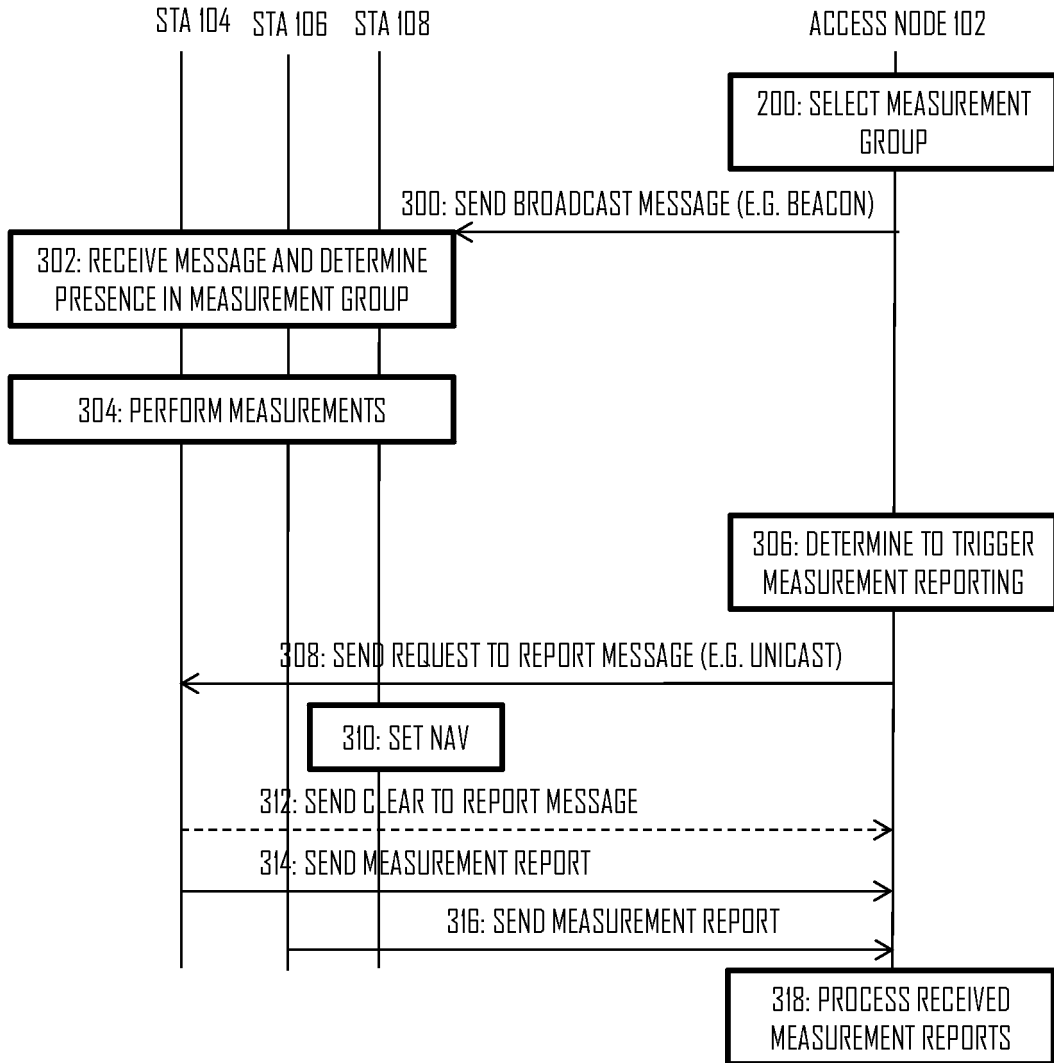 STA 104
STA 106
STA 108
ACCESS NODE 102
200: SELECT MEASUREMENT
GROUP
300: SEND BROADCAST MESSAGE (E.G. BEACON)
302: RECEIVE MESSAGE AND DETERMINE
PRESENCE IN MEASUREMENT GROUP
304: PERFORM MEASUREMENTS
306: DETERMINE TO TRIGGER
MEASUREMENT REPORTING
308: SEND REQUEST TO REPORT MESSAGE (E.G. UNICAST)
310: SET NAV
312: SEND CLEAR TO REPORT MESSAGE
314: SEND MEASUREMENT REPORT
316: SEND MEASUREMENT REPORT
318: PROCESS RECEIVED
MEASUREMENT REPORTS